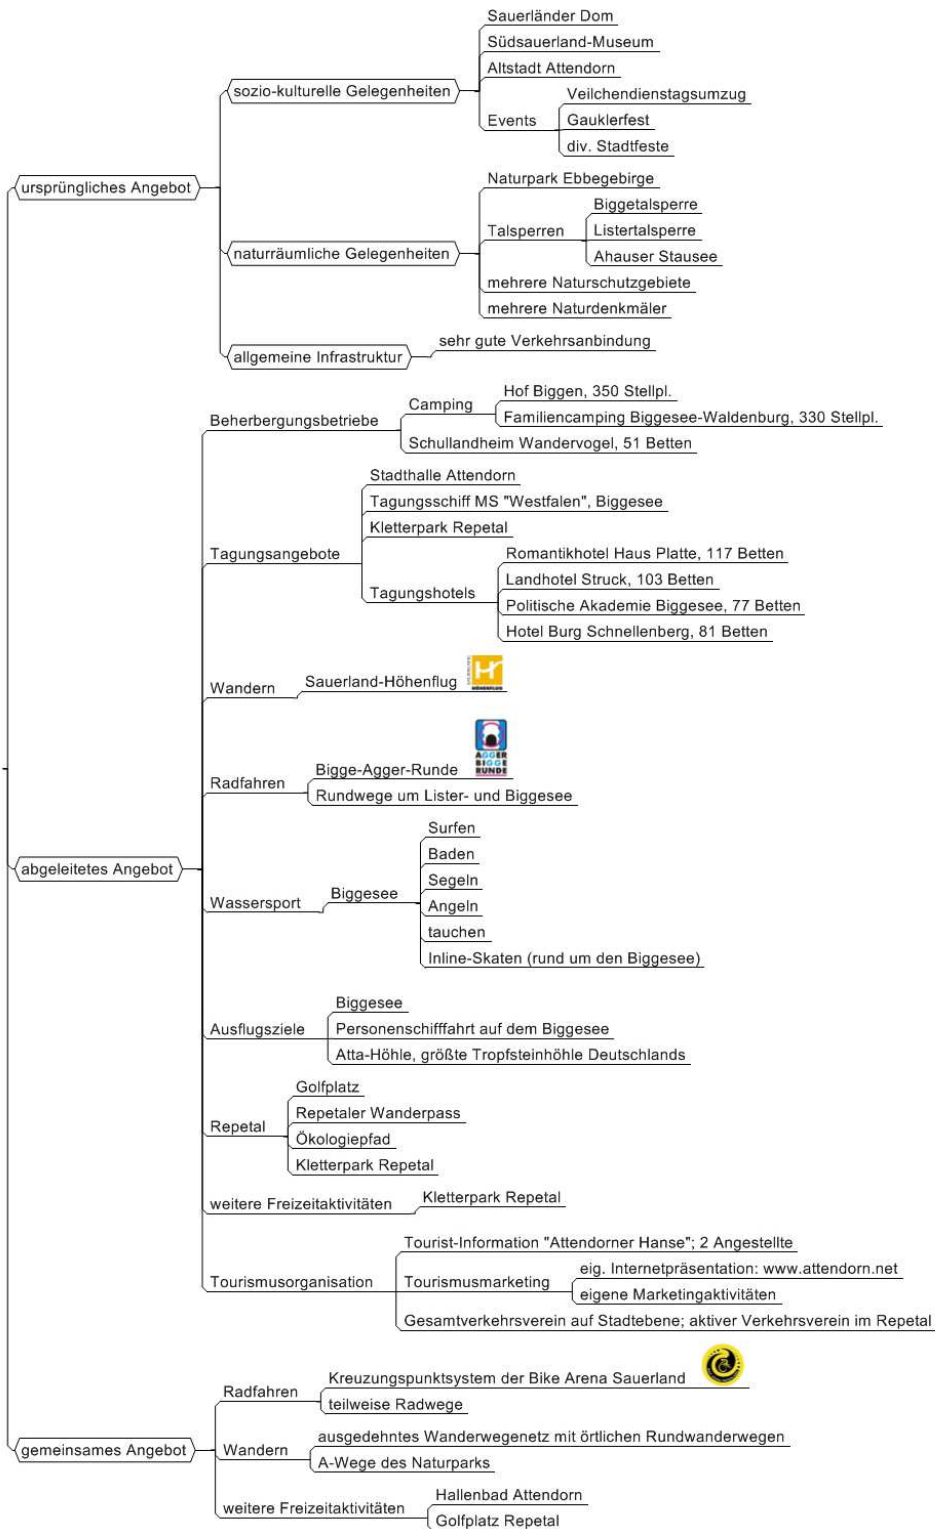 ursprüngliches Angebot
sozio-kulturelle Gelegenheiten
Sauerländer Dom
Südsauerland-Museum
Altstadt Attendorn
Events
Veilchendienstagsumzug
Gauklerfest
div. Stadtfeste
naturräumliche Gelegenheiten
Naturpark Ebbegebirge
Talsperren
Biggetalsperre
Listertalsperre
Ahauser Stausee
mehrere Naturschutzgebiete
mehrere Naturdenkmäler
allgemeine Infrastruktur
sehr gute Verkehrsanbindung
abgeleitetes Angebot
Beherbergungsbetriebe
Camping
Hof Biggen, 350 Stellpl.
Familiencamping Biggesee-Waldenburg, 330 Stellpl.
Schullandheim Wandervogel, 51 Betten
Tagungsangebote
Stadthalle Attendorn
Tagungsschiff MS "Westfalen", Biggesee
Kletterpark Repetal
Tagungshotels
Romantikhotel Haus Platte, 117 Betten
Landhotel Struck, 103 Betten
Politische Akademie Biggesee, 77 Betten
Hotel Burg Schnellenberg, 81 Betten
Wandern
Sauerland-Höhenflug
HÖHENFLUG
Radfahren
Bigge-Agger-Runde
AGGER
BIGGE
RUNDE
Rundwege um Lister- und Biggesee
Wassersport
Biggesee
Surfen
Baden
Segeln
Angeln
tauchen
Inline-Skaten (rund um den Biggesee)
Ausflugsziele
Biggesee
Personenschifffahrt auf dem Biggesee
Atta-Höhle, größte Tropfsteinhöhle Deutschlands
Repetal
Golfplatz
Repetaler Wanderpass
Ökologiepfad
Kletterpark Repetal
weitere Freizeitaktivitäten
Kletterpark Repetal
Tourismusorganisation
Tourist-Information "Attendorner Hanse"; 2 Angestellte
Tourismusmarketing
eig. Internetpräsentation: www.attendorn.net
eigene Marketingaktivitäten
Gesamtverkehrsverein auf Stadtebene; aktiver Verkehrsverein im Repetal
gemeinsames Angebot
Radfahren
Kreuzungspunktsystem der Bike Arena Sauerland
teilweise Radwege
Wandern
ausgedehntes Wanderwegenetz mit örtlichen Rundwanderwegen
A-Wege des Naturparks
weitere Freizeitaktivitäten
Hallenbad Attendorn
Golfplatz Repetal